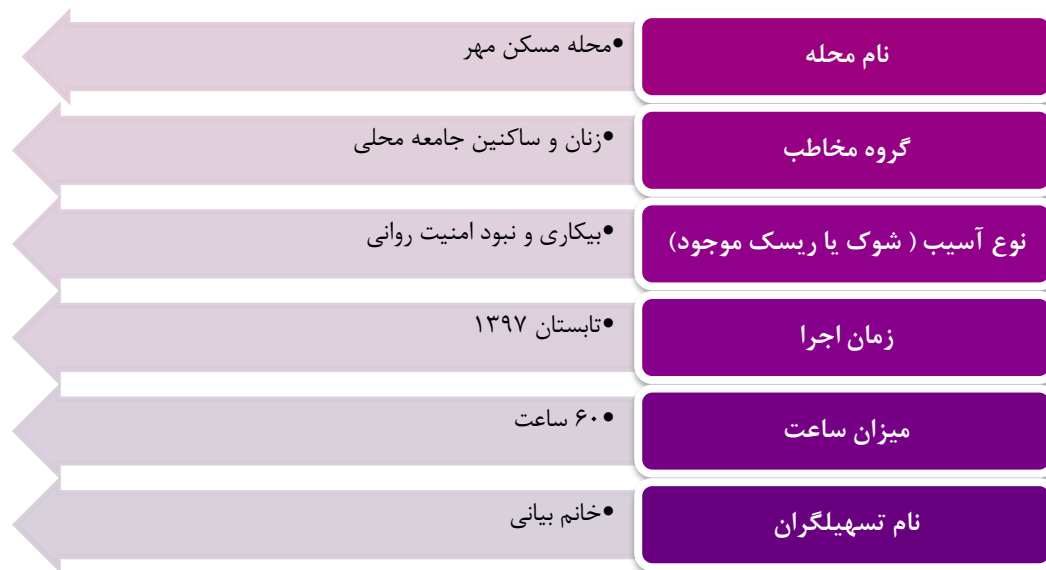 نام محله
•محله مسکن مهر
گروه مخاطب
•زنان و ساکنین جامعه محلی
نوع آسیب ( شوک یا ریسک موجود)
•بیکاری و نبود امنیت روانی
زمان اجرا
•تابستان ۱۳۹۷
میزان ساعت
•۶۰ ساعت
نام تسهیلگران
•خانم بیانی